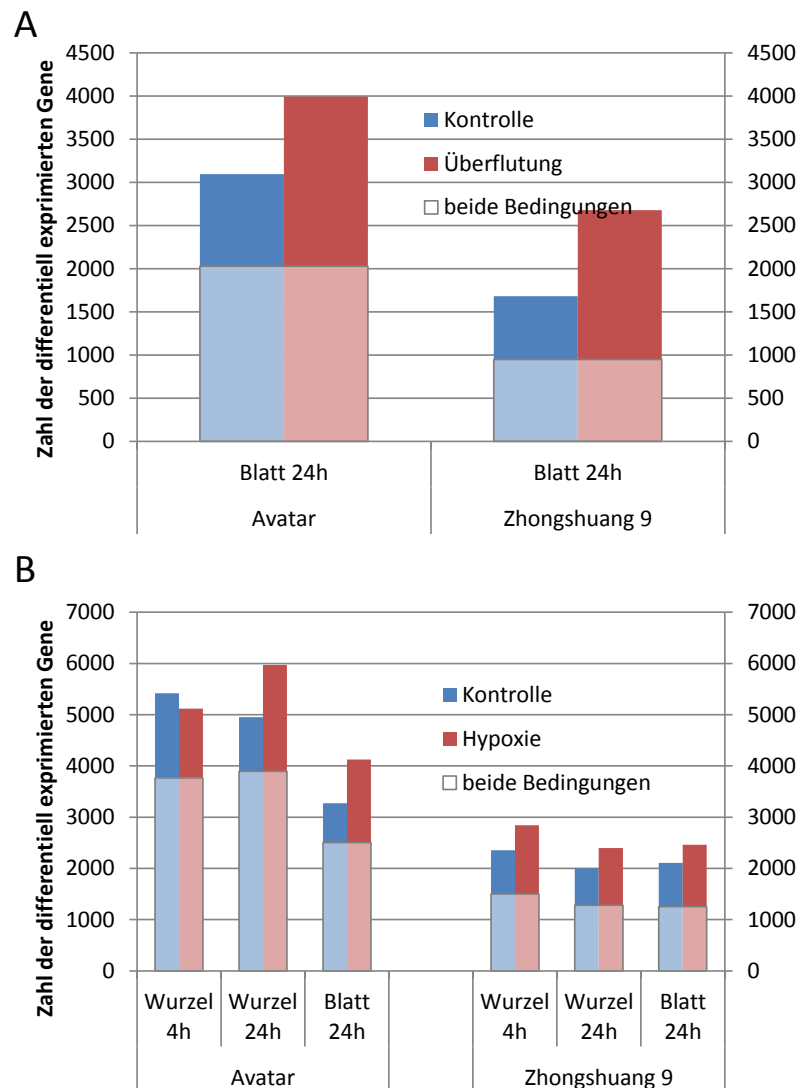 A
4500 4500
4000 4000
3500 3500
3000 3000
2500 2500
2000 2000
1500 1500
1000 1000
500 500
0 0
Zahl der differentiell exprimierten Gene
Kontrolle
Überflutung
beide Bedingungen
Blatt 24h Blatt 24h
Avatar Zhongshuang 9
B
7000 7000
6000 6000
5000 5000
4000 4000
3000 3000
2000 2000
1000 1000
0 0
Zahl der differentiell exprimierten Gene
Kontrolle
Hypoxie
beide Bedingungen
Wurzel Wurzel Blatt Wurzel Wurzel Blatt
4h 24h 24h 4h 24h 24h
Avatar Zhongshuang 9